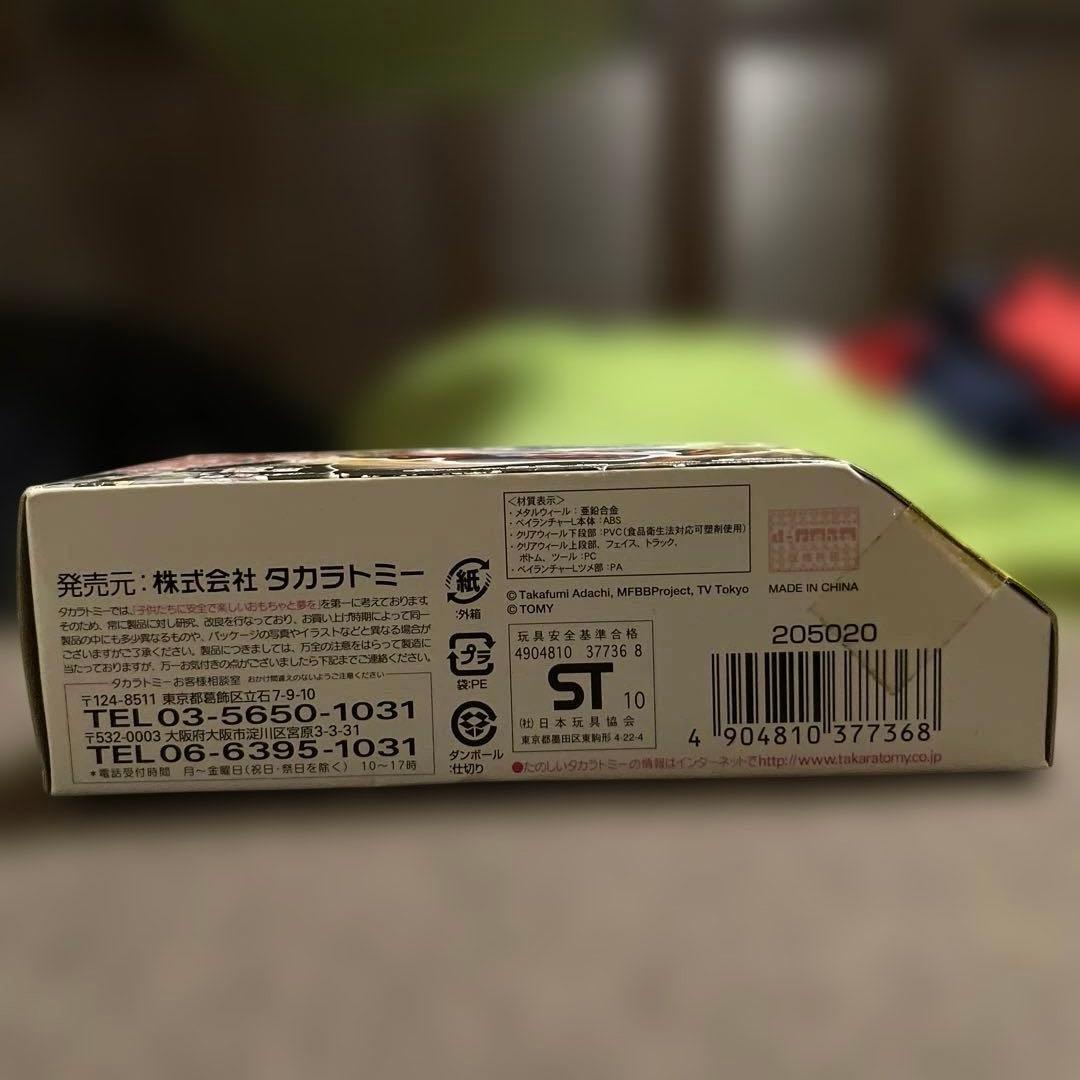 発売元：株式会社 タカラトミー
タカラトミーでは、「子供たちに安全で楽しいおもちゃと夢を」を第一に考えております。
そのため、常に製品に対し研究、改良を行なっており、お買い上げ時期によって同一
製品の中にも多少異なるものや、パッケージの写真やイラストなどと異なる場合が
ございますがご了承ください。製品につきましては、万全の注意をはらって製造に
当たっておりますが、万一お気付きの点がございましたら下記までご連絡ください。
タカラトミーお客様相談室 おかけ間違えのないようご注意ください
〒124-8511 東京都葛飾区立石7-9-10
TEL 03-5650-1031
〒532-0003 大阪府大阪市淀川区宮原3-3-31
TEL 06-6395-1031
*電話受付時間 月～金曜日(祝日・祭日を除く) 10～17時
紙
:外箱
プラ
袋:PE
ダンボール
:仕切り
<材質表示>
・メタルウィール：亜鉛合金
・ベイランチャーL本体：ABS
・クリアウィール下段部：PVC(食品衛生法対応可塑剤使用)
・クリアウィール上段部、フェイス、トラック、
ボトム、ツール：PC
・ベイランチャーLツメ部：PA
© Takafumi Adachi, MFBBProject, TV Tokyo
© TOMY
MADE IN CHINA
玩具安全基準合格
4904810 37736 8
ST 10
(社)日本玩具協会
東京都墨田区東駒形 4-22-4
205020
4 904810 377368
●たのしいタカラトミーの情報はインターネットでhttp://www.takaratomy.co.jp